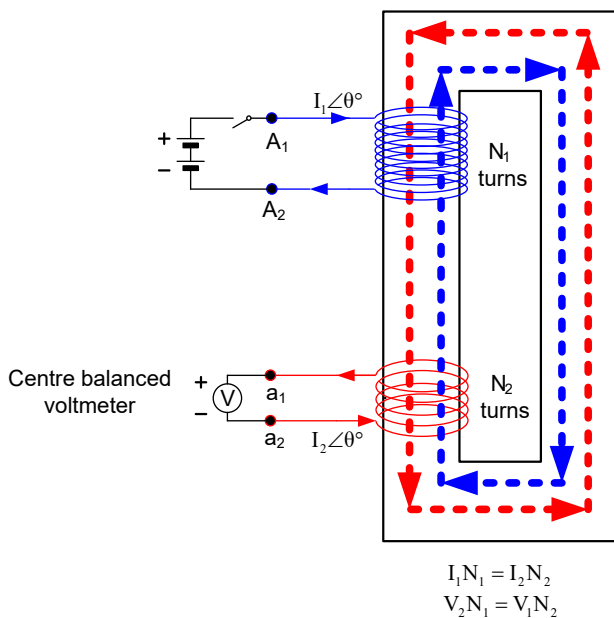 I₁∠θ°
+
−
A₁
A₂
N₁
turns
Centre balanced
voltmeter
+
V
−
a₁
a₂
I₂∠θ°
N₂
turns
I₁N₁ = I₂N₂
V₂N₁ = V₁N₂